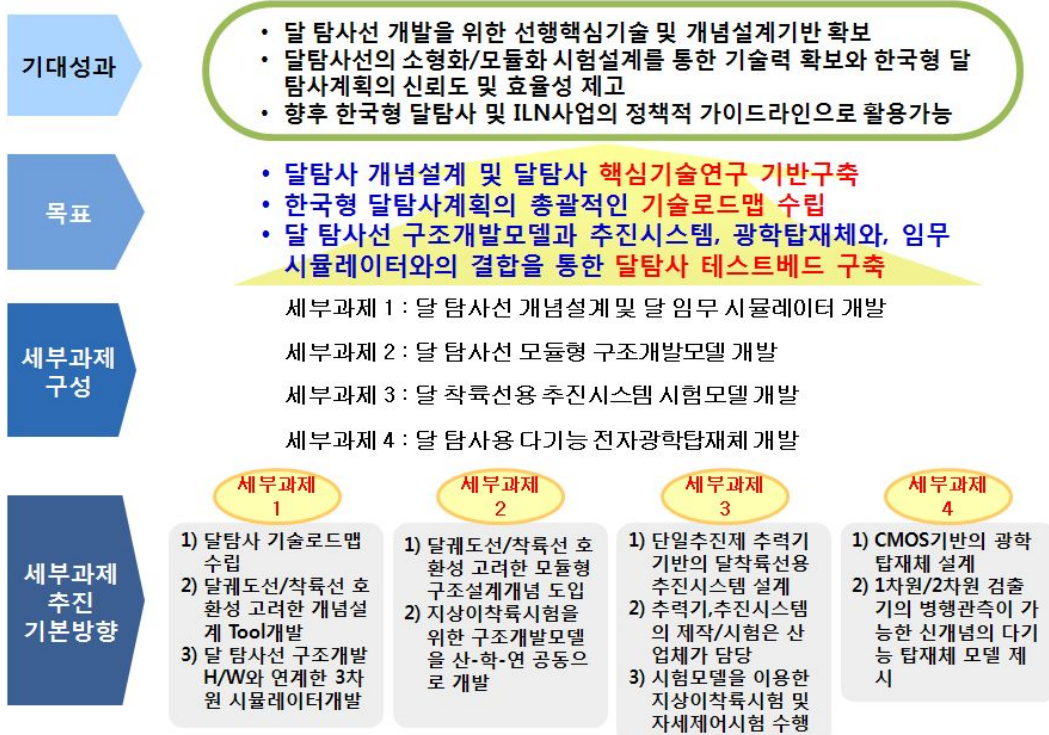 기대성과
• 달 탐사선 개발을 위한 선행핵심기술 및 개념설계기반 확보
• 달탐사선의 소형화/모듈화 시험설계를 통한 기술력 확보와 한국형 달
탐사계획의 신뢰도 및 효율성 제고
• 향후 한국형 달탐사 및 ILN사업의 정책적 가이드라인으로 활용가능
목표
• 달탐사 개념설계 및 달탐사 핵심기술연구 기반구축
• 한국형 달탐사계획의 총괄적인 기술로드맵 수립
• 달 탐사선 구조개발모델과 추진시스템, 광학탑재체와, 임무
시뮬레이터와의 결합을 통한 달탐사 테스트베드 구축
세부과제
구성
세부과제 1 : 달 탐사선 개념설계 및 달 임무 시뮬레이터 개발
세부과제 2 : 달 탐사선 모듈형 구조개발모델 개발
세부과제 3 : 달 착륙선용 추진시스템 시험모델 개발
세부과제 4 : 달 탐사용 다기능 전자광학탑재체 개발
세부과제
추진
기본방향
세부과제
1
1) 달탐사 기술로드맵
수립
2) 달궤도선/착륙선 호
환성 고려한 개념설
계 Tool개발
3) 달 탐사선 구조개발
H/W와 연계한 3차
원 시뮬레이터개발
세부과제
2
1) 달궤도선/착륙선 호
환성 고려한 모듈형
구조설계개념 도입
2) 지상이착륙시험을
위한 구조개발모델
을 산-학-연 공동으
로 개발
세부과제
3
1) 단일추진제 추력기
기반의 달착륙선용
추진시스템 설계
2) 추력기,추진시스템
의 제작/시험은 산
업체가 담당
3) 시험모델을 이용한
지상이착륙시험 및
자세제어시험 수행
세부과제
4
1) CMOS기반의 광학
탑재체 설계
2) 1차원/2차원 검출
기의 병행관측이 가
능한 신개념의 다기
능 탑재체 모델 제
시